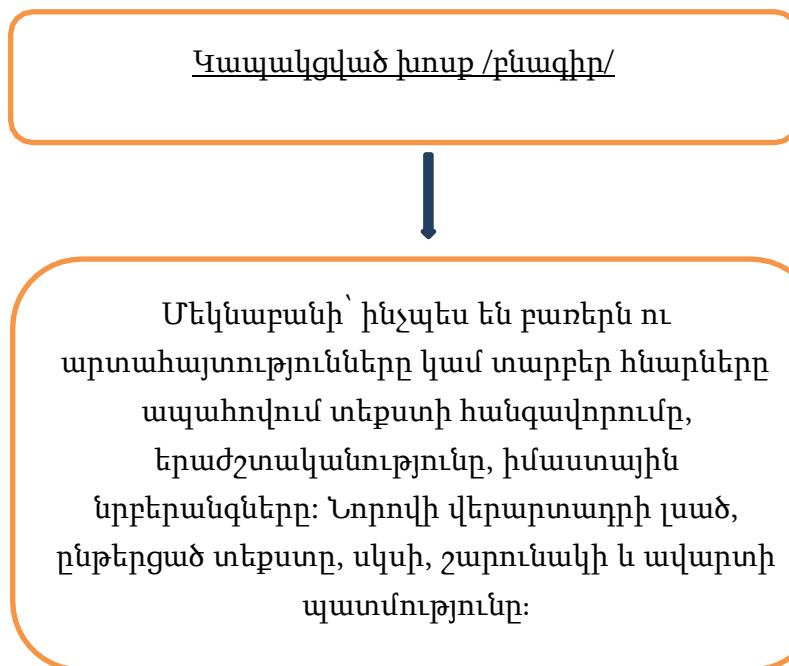 Կապակցված խոսք /բնագիր/
Մեկնաբանի՝ ինչպես են բառերն ու
արտահայտությունները կամ տարբեր հնարները
ապահովում տեքստի հանգավորումը,
երաժշտականությունը, իմաստային
նրբերանգները։ Նորովի վերարտադրի լսած,
ընթերցած տեքստը, սկսի, շարունակի և ավարտի
պատմությունը։